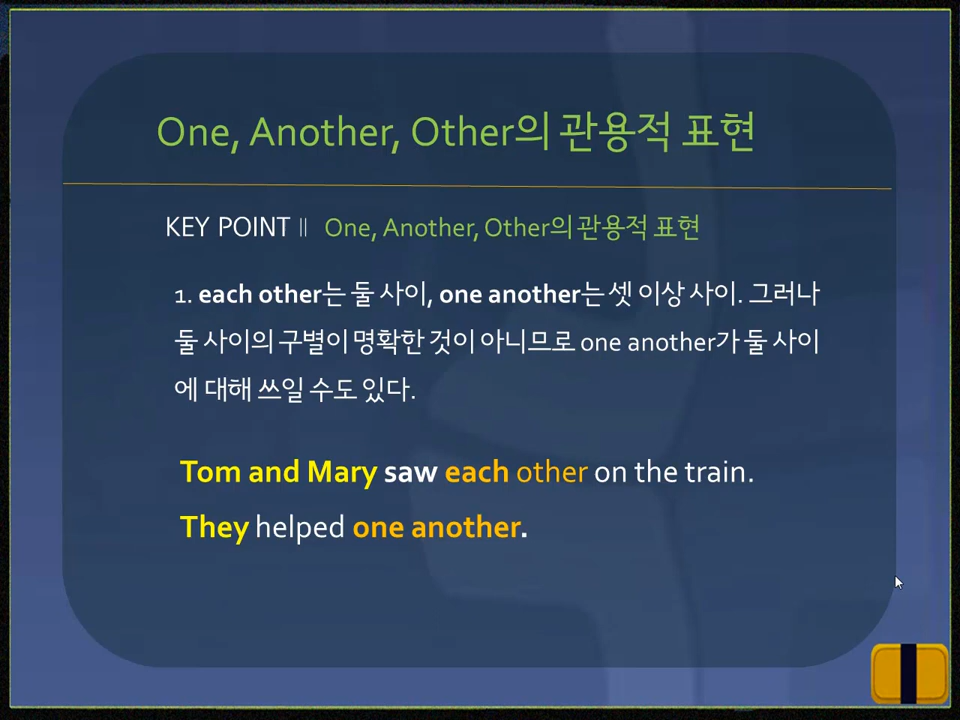 One, Another, Other의 관용적 표현
KEY POINT || One, Another, Other의 관용적 표현
1. each other는 둘 사이, one another는 셋 이상 사이. 그러나
둘 사이의 구별이 명확한 것이 아니므로 one another가 둘 사이
에 대해 쓰일 수도 있다.
Tom and Mary saw each other on the train.
They helped one another.